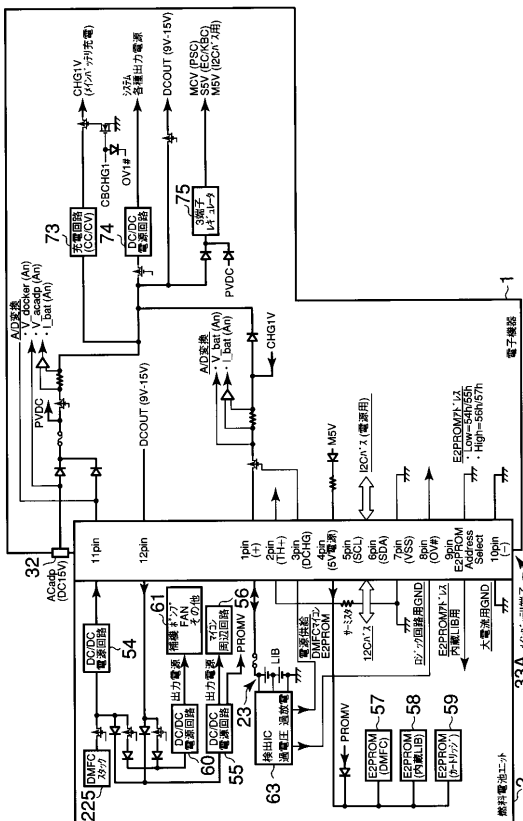 ACadp
(DC15V)
32
A/D変換
・V_docker (An)
・V_acadp (An)
・I_bat (An)
PVDC
73
充電回路
(CC/CV)
CHG1V
(メインバッテリ充電)
CBCHG1
OV1#
74
DC/DC
電源回路
システム
各種出力電源
DCOUT (9V-15V)
75
3端子
レギュレータ
MCV (PSC)
S5V (EC/KBC)
M5V (I2Cバス用)
PVDC
DCOUT (9V-15V)
A/D変換
・V_bat (An)
・I_bat (An)
CHG1V
M5V
I2Cバス(電源用)
E2PROMアドレス
・Low=54h/55h
・High=56h/57h
電子機器
1
11pin
12pin
1pin
(+)
2pin
(TH+)
3pin
(DCHG)
4pin
(5V電源)
5pin
(SCL)
6pin
(SDA)
7pin
(VSS)
8pin
(OV#)
9pin
E2PROM
Address
Select
10pin
(-)
225
DMFC
スタック
DC/DC
電源回路
54
DC/DC
電源回路
60
出力電源
補機ポンプ
FAN
その他
61
DC/DC
電源回路
55
出力電源
マイコン
周辺回路
56
PROMV
23
LIB
検出IC
過電圧 過放電
63
電源供給
DMFCマイコン
E2PROM
サーミスタ
I2Cバス
ロジック回路用GND
E2PROMアドレス
内蔵LIB用
大電流用GND
PROMV
E2PROM
(DMFC)
57
E2PROM
(内蔵LIB)
58
E2PROM
(カートリッジ)
59
燃料電池ユニット
2
33A